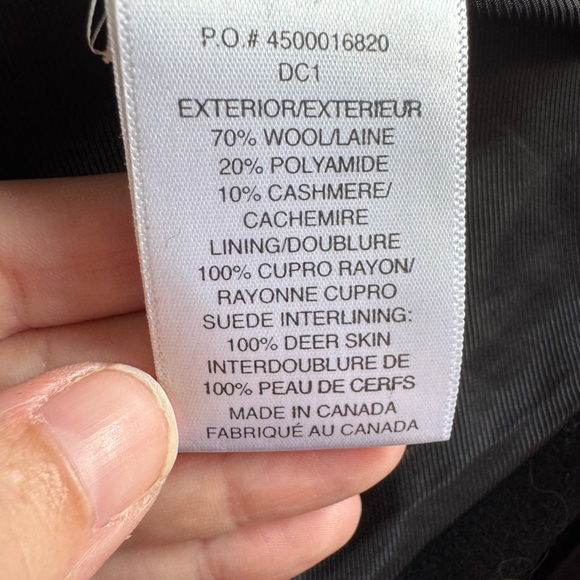 P.O.# 4500016820
DC1
EXTERIOR/EXTERIEUR
70% WOOL/LAINE
20% POLYAMIDE
10% CASHMERE/
CACHEMIRE
LINING/DOUBLURE
100% CUPRO RAYON/
RAYONNE CUPRO
SUEDE INTERLINING:
100% DEER SKIN
INTERDOUBLURE DE
100% PEAU DE CERFS
MADE IN CANADA
FABRIQUÉ AU CANADA